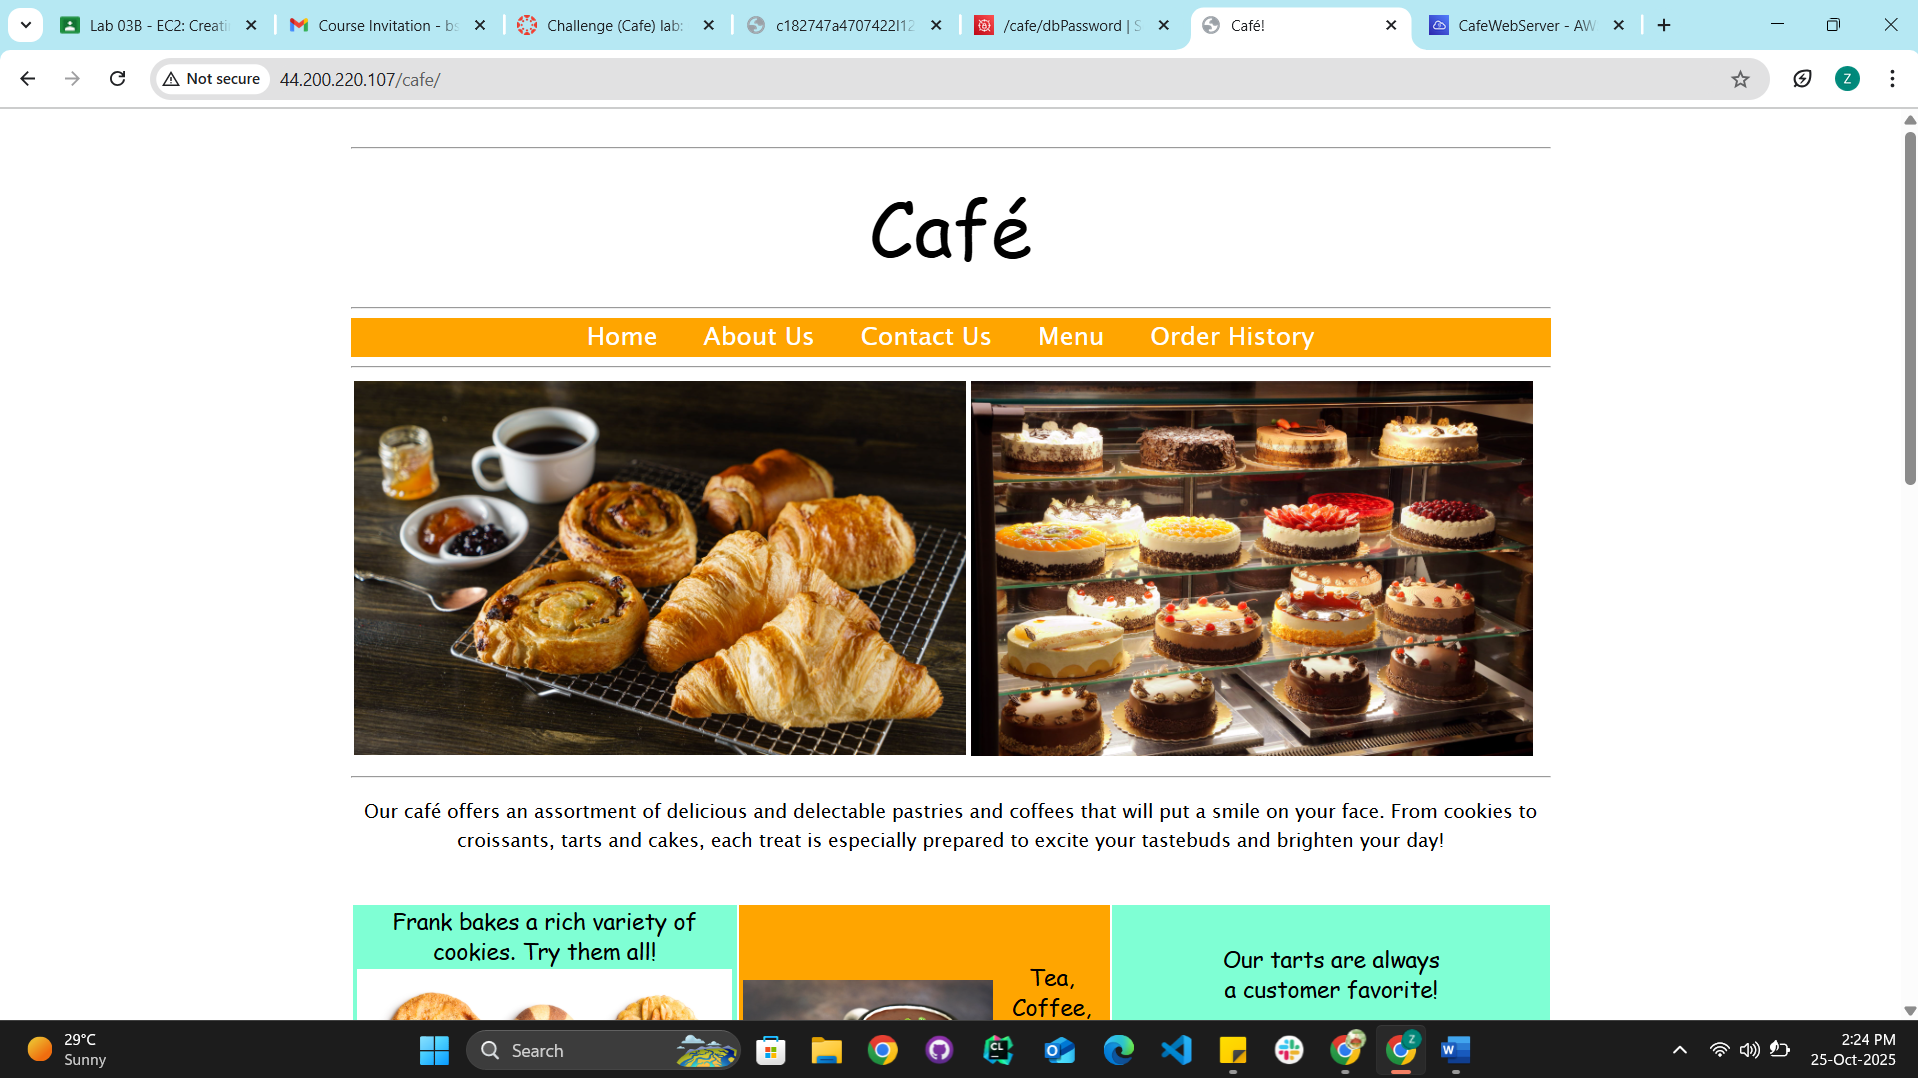 Lab 03B - EC2: Creati
Course Invitation - bs
Challenge (Cafe) lab:
c182747a4707422l12
/cafe/dbPassword | S
Café!
CafeWebServer - AW
Not secure
44.200.220.107/cafe/
Z
Café
Home About Us Contact Us Menu Order History
Our café offers an assortment of delicious and delectable pastries and coffees that will put a smile on your face. From cookies to
croissants, tarts and cakes, each treat is especially prepared to excite your tastebuds and brighten your day!
Frank bakes a rich variety of
cookies. Try them all!
Tea,
Coffee,
Our tarts are always
a customer favorite!
29°C
Sunny
Search
CL
Z
W
2:24 PM
25-Oct-2025